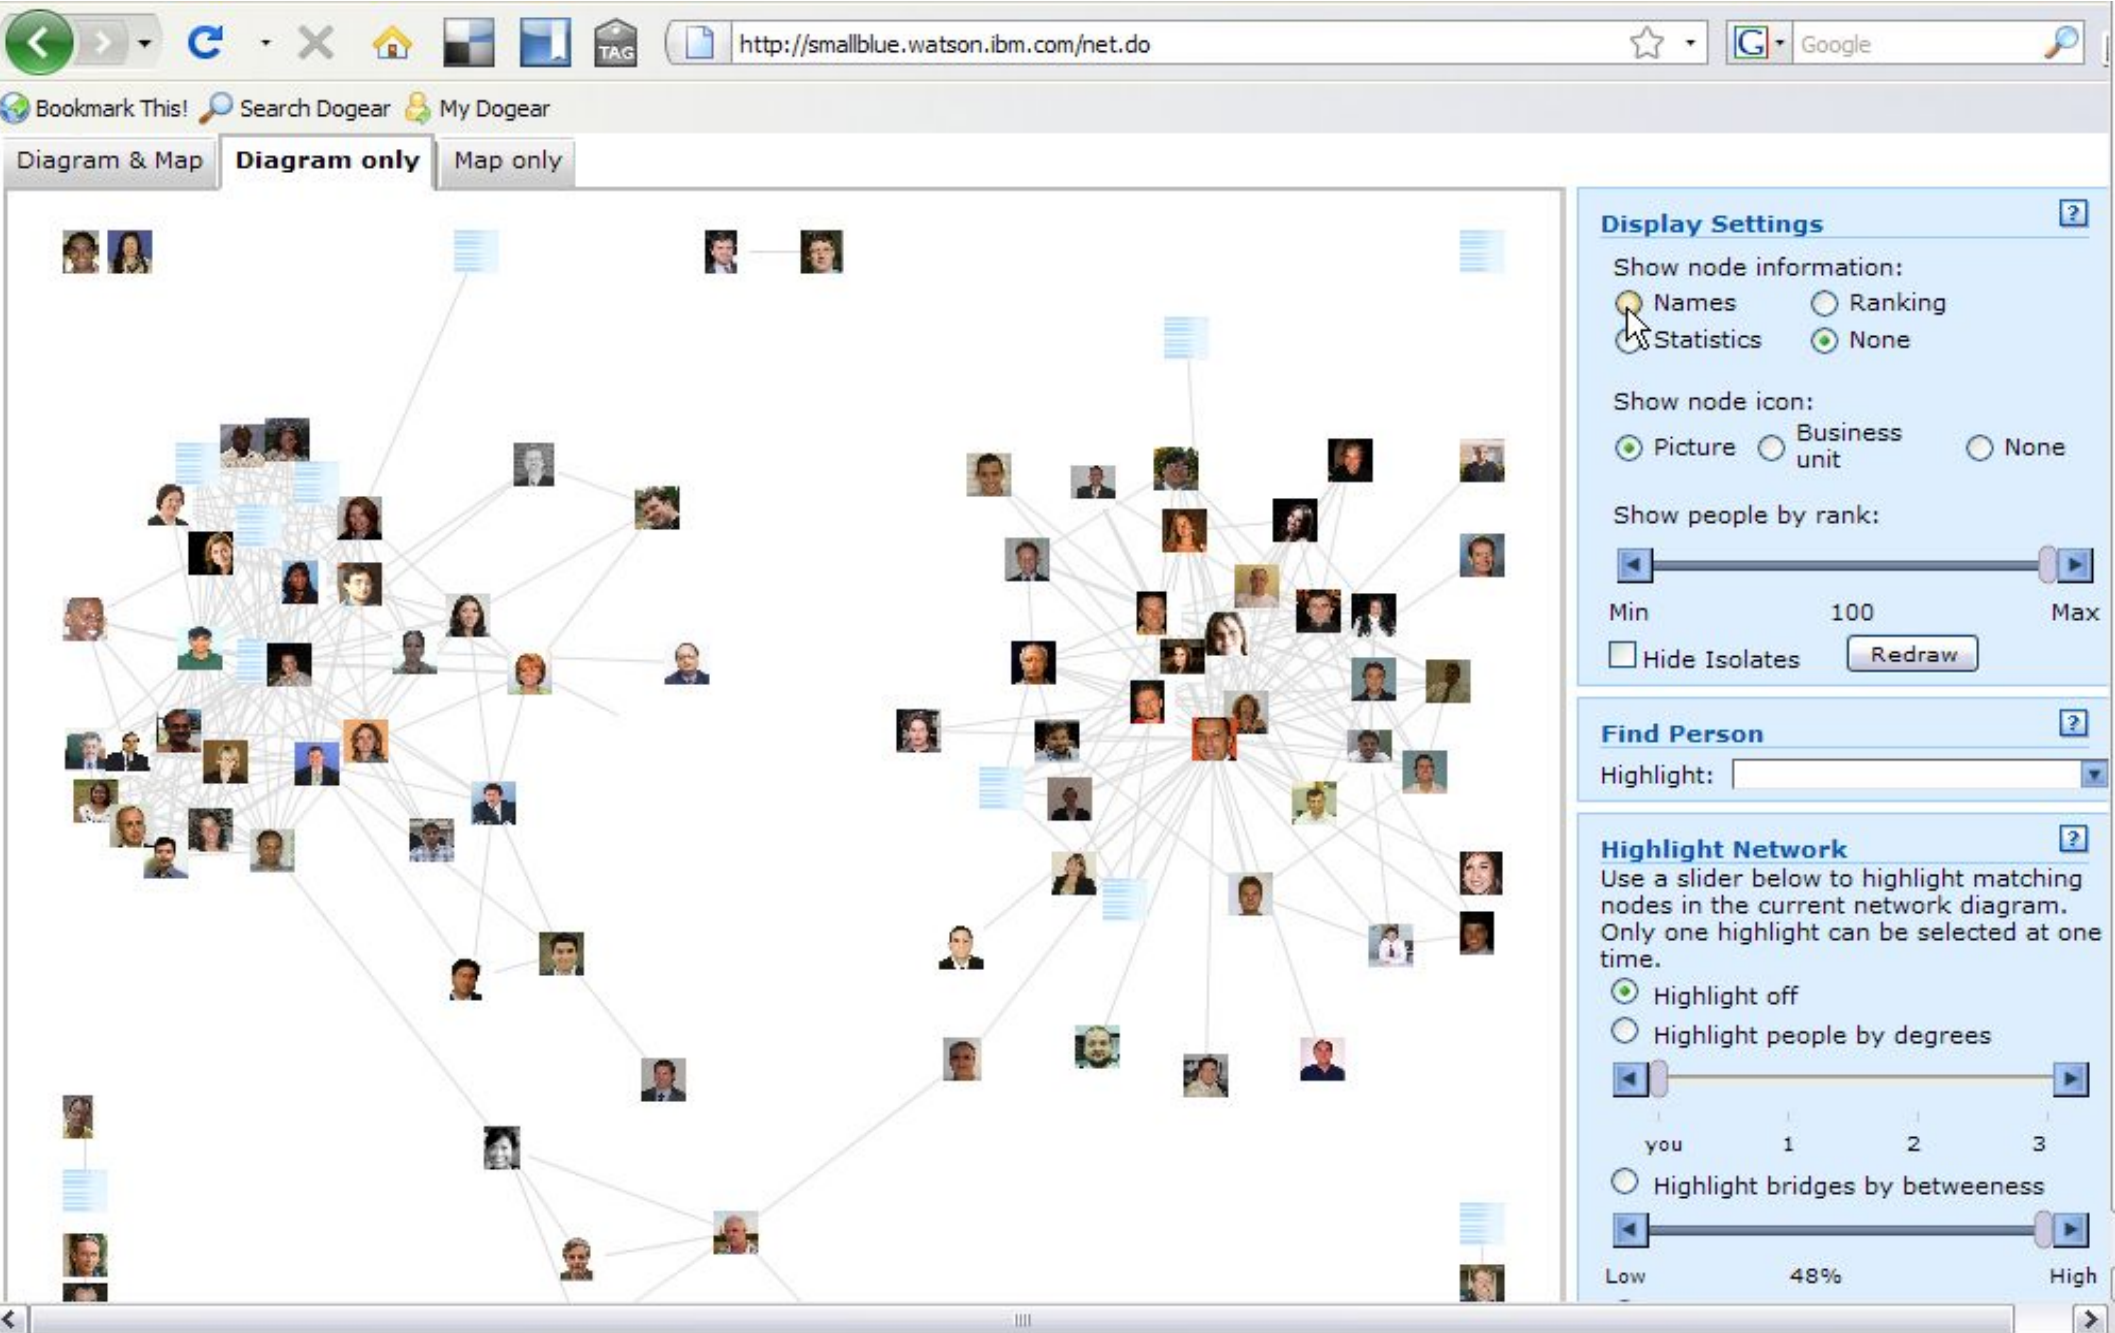 TAG
http://smallblue.watson.ibm.com/net.do
G
Google
Bookmark This! Search Dogear My Dogear
Diagram & Map Diagram only Map only
Display Settings ?
Show node information:
Names Ranking
Statistics None
Show node icon:
Picture Business unit None
Show people by rank:
Min 100 Max
Hide Isolates Redraw
Find Person ?
Highlight:
Highlight Network ?
Use a slider below to highlight matching
nodes in the current network diagram.
Only one highlight can be selected at one
time.
Highlight off
Highlight people by degrees
you 1 2 3
Highlight bridges by betweeness
Low 48% High